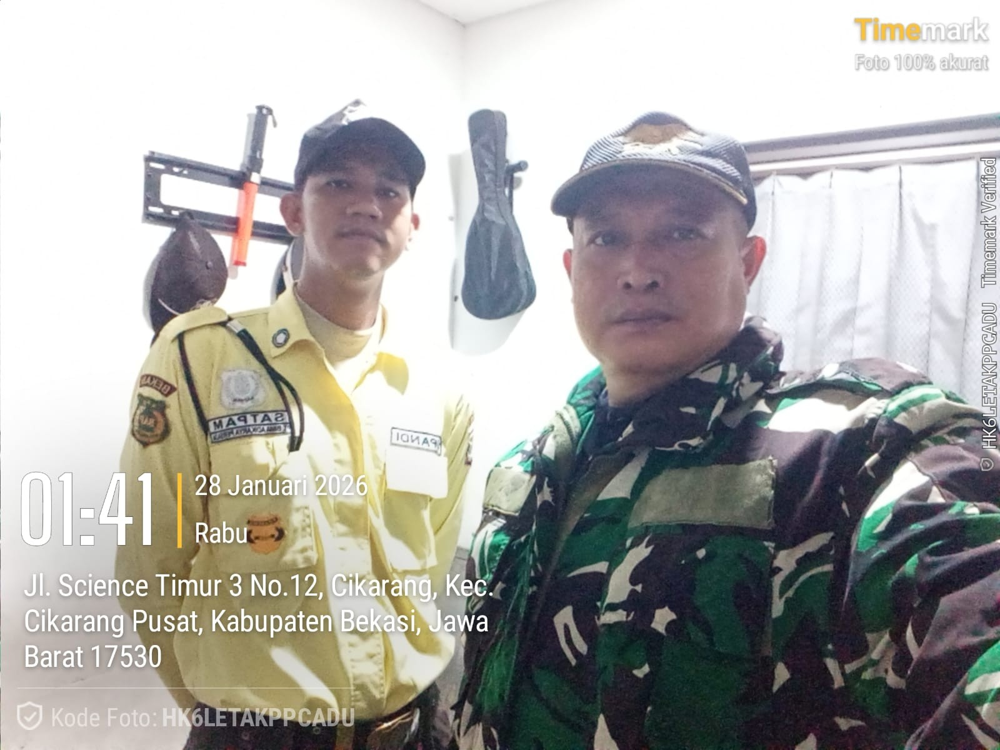 Timemark
Foto 100% akurat
BEKASI
SATPAM
PANDI
01:41
28 Januari 2026
Rabu
Jl. Science Timur 3 No.12, Cikarang, Kec.
Cikarang Pusat, Kabupaten Bekasi, Jawa
Barat 17530
Kode Foto: HK6LETAKPPCADU
HK6LETAKPPCADU Timemark Verified